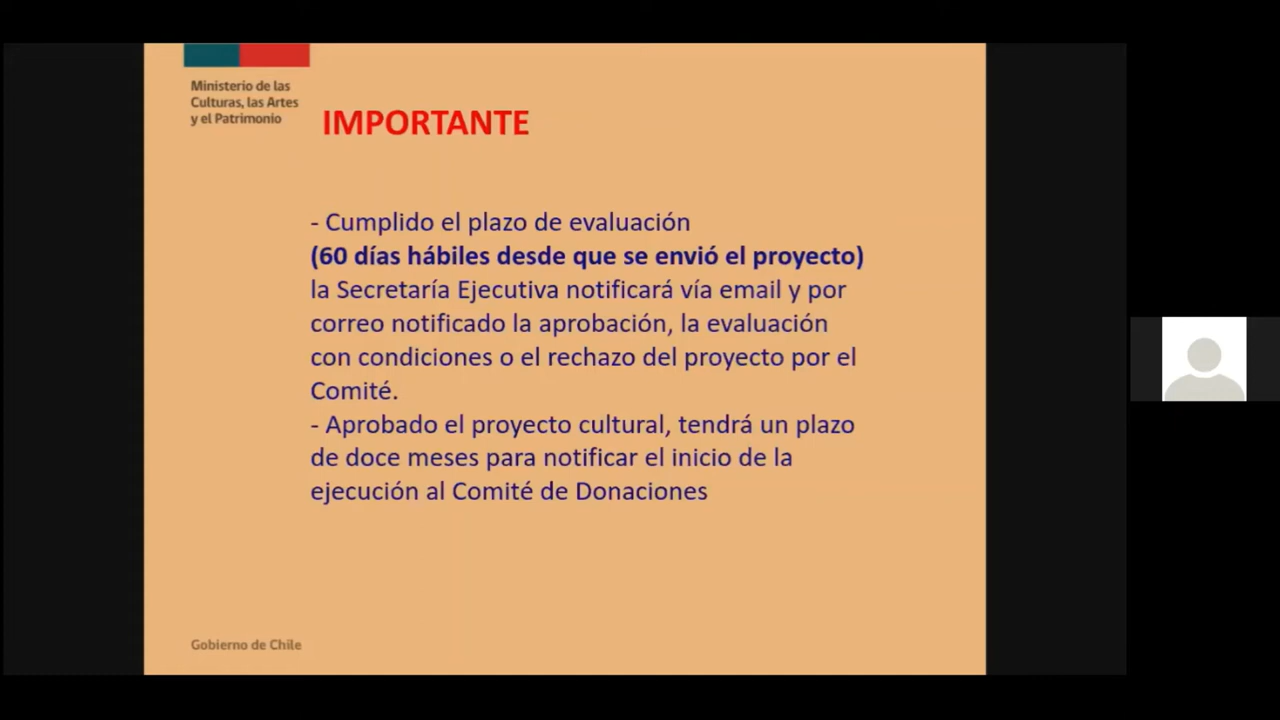 Ministerio de las
Culturas, las Artes
y el Patrimonio
IMPORTANTE
- Cumplido el plazo de evaluación
(60 días hábiles desde que se envió el proyecto)
la Secretaría Ejecutiva notificará vía email y por
correo notificado la aprobación, la evaluación
con condiciones o el rechazo del proyecto por el
Comité.
- Aprobado el proyecto cultural, tendrá un plazo
de doce meses para notificar el inicio de la
ejecución al Comité de Donaciones
Gobierno de Chile